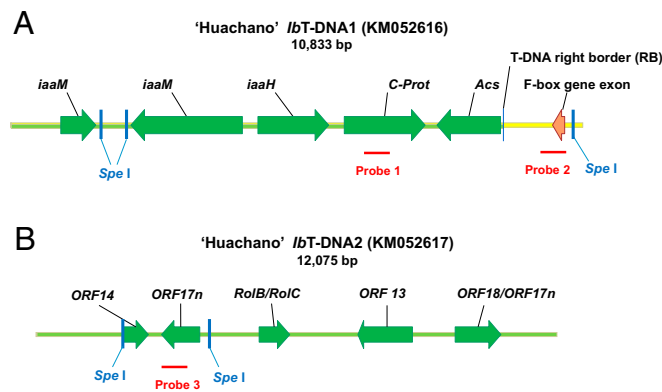 A
'Huachano' IbT-DNA1 (KM052616)
10,833 bp
T-DNA right border (RB)
iaaM iaaM iaaH C-Prot Acs F-box gene exon
Spe I Probe 1 Probe 2 Spe I
B
'Huachano' IbT-DNA2 (KM052617)
12,075 bp
ORF14 ORF17n RolB/RolC ORF 13 ORF18/ORF17n
Spe I Probe 3 Spe I